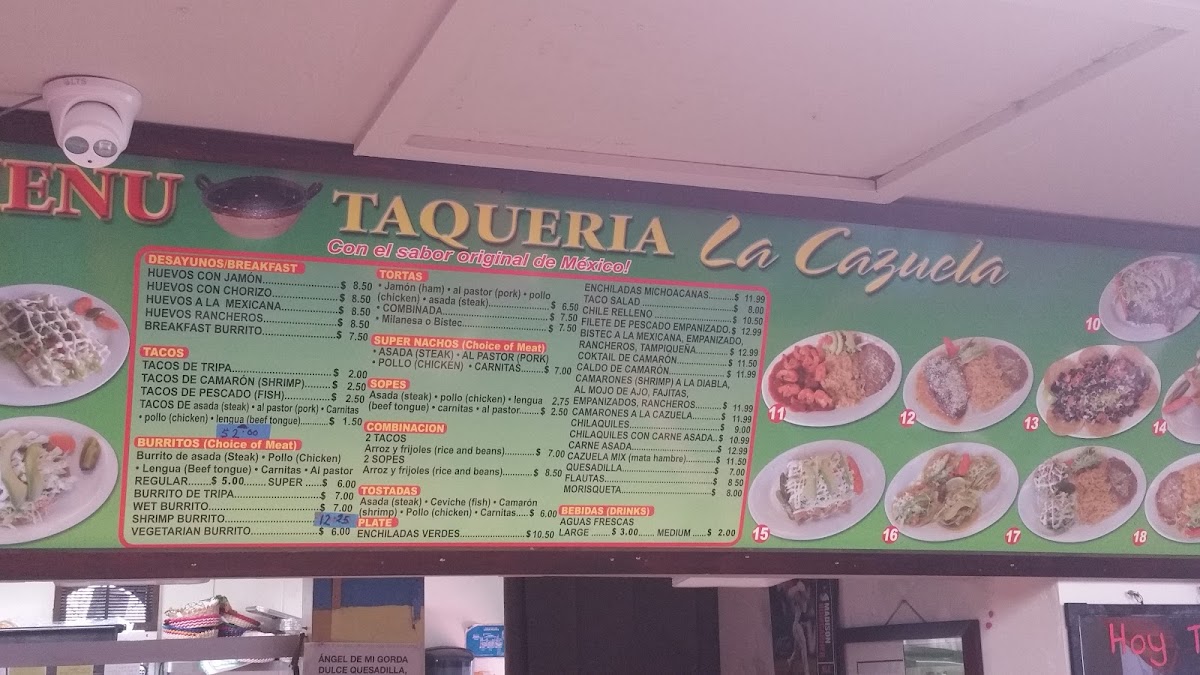 GLTS
ENU
TAQUERIA La Cazuela
Con el sabor original de México!
DESAYUNOS/BREAKFAST
HUEVOS CON JAMÓN $ 8.50
HUEVOS CON CHORIZO $ 8.50
HUEVOS A LA MEXICANA $ 8.50
HUEVOS RANCHEROS $ 8.50
BREAKFAST BURRITO $ 7.50
TACOS
TACOS DE TRIPA $ 2.00
TACOS DE CAMARÓN (SHRIMP) $ 2.50
TACOS DE PESCADO (FISH) $ 2.50
TACOS DE asada (steak) • al pastor (pork) • Carnitas
• pollo (chicken) • lengua (beef tongue) $ 1.50
$2.00
BURRITOS (Choice of Meat)
Burrito de asada (Steak) • Pollo (Chicken)
• Lengua (Beef tongue) • Carnitas • Al pastor
REGULAR $ 5.00 SUPER $ 6.00
BURRITO DE TRIPA $ 7.00
WET BURRITO $ 7.00
SHRIMP BURRITO 12.25
VEGETARIAN BURRITO $ 6.00
TORTAS
• Jamón (ham) • al pastor (pork) • pollo
(chicken) • asada (steak) $ 6.50
• COMBINADA $ 7.50
• Milanesa o Bistec $ 7.50
SUPER NACHOS (Choice of Meat)
• ASADA (STEAK) • AL PASTOR (PORK)
• POLLO (CHICKEN) • CARNITAS $ 7.00
SOPES
Asada (steak) • pollo (chicken) • lengua 2,75
(beef tongue) • carnitas • al pastor $ 2.50
COMBINACION
2 TACOS
Arroz y frijoles (rice and beans) $ 7.00
2 SOPES
Arroz y frijoles (rice and beans) $ 8.50
TOSTADAS
Asada (steak) • Ceviche (fish) • Camarón
(shrimp) • Pollo (chicken) • Carnitas $ 6.00
PLATE
ENCHILADAS VERDES $10.50
ENCHILADAS MICHOACANAS $ 11.99
TACO SALAD $ 8.00
CHILE RELLENO $ 10.50
FILETE DE PESCADO EMPANIZADO. $ 12.99
BISTEC A LA MEXICANA, EMPANIZADO,
RANCHEROS, TAMPIQUEÑA $ 12.99
COKTAIL DE CAMARÓN $ 11.50
CALDO DE CAMARÓN $ 11.99
CAMARONES (SHRIMP) A LA DIABLA,
AL MOJO DE AJO, FAJITAS,
EMPANIZADOS, RANCHEROS $ 11.99
CAMARONES A LA CAZUELA $ 11.99
CHILAQUILES $ 9.00
CHILAQUILES CON CARNE ASADA $ 10.99
CARNE ASADA $ 12.99
CAZUELA MIX (mata hambre) $ 11.50
QUESADILLA $ 7.00
FLAUTAS $ 8.50
MORISQUETA $ 8.00
BEBIDAS (DRINKS)
AGUAS FRESCAS
LARGE $ 3.00 MEDIUM $ 2.00
10
11
12
13
14
15
16
17
18
ÁNGEL DE MI GORDA
DULCE QUESADILLA,
MADISON
Hoy T